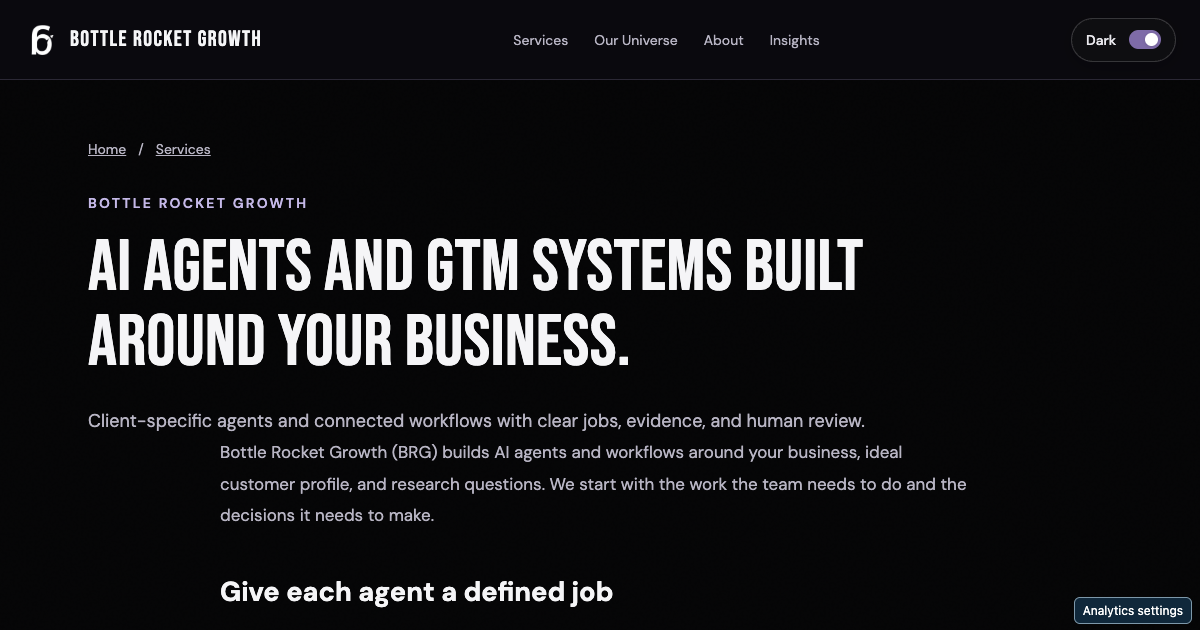 BOTTLE ROCKET GROWTH
Services
Our Universe
About
Insights
Dark
Home / Services
BOTTLE ROCKET GROWTH
AI AGENTS AND GTM SYSTEMS BUILT
AROUND YOUR BUSINESS.
Client-specific agents and connected workflows with clear jobs, evidence, and human review.
Bottle Rocket Growth (BRG) builds AI agents and workflows around your business, ideal
customer profile, and research questions. We start with the work the team needs to do and the
decisions it needs to make.
Give each agent a defined job
Analytics settings